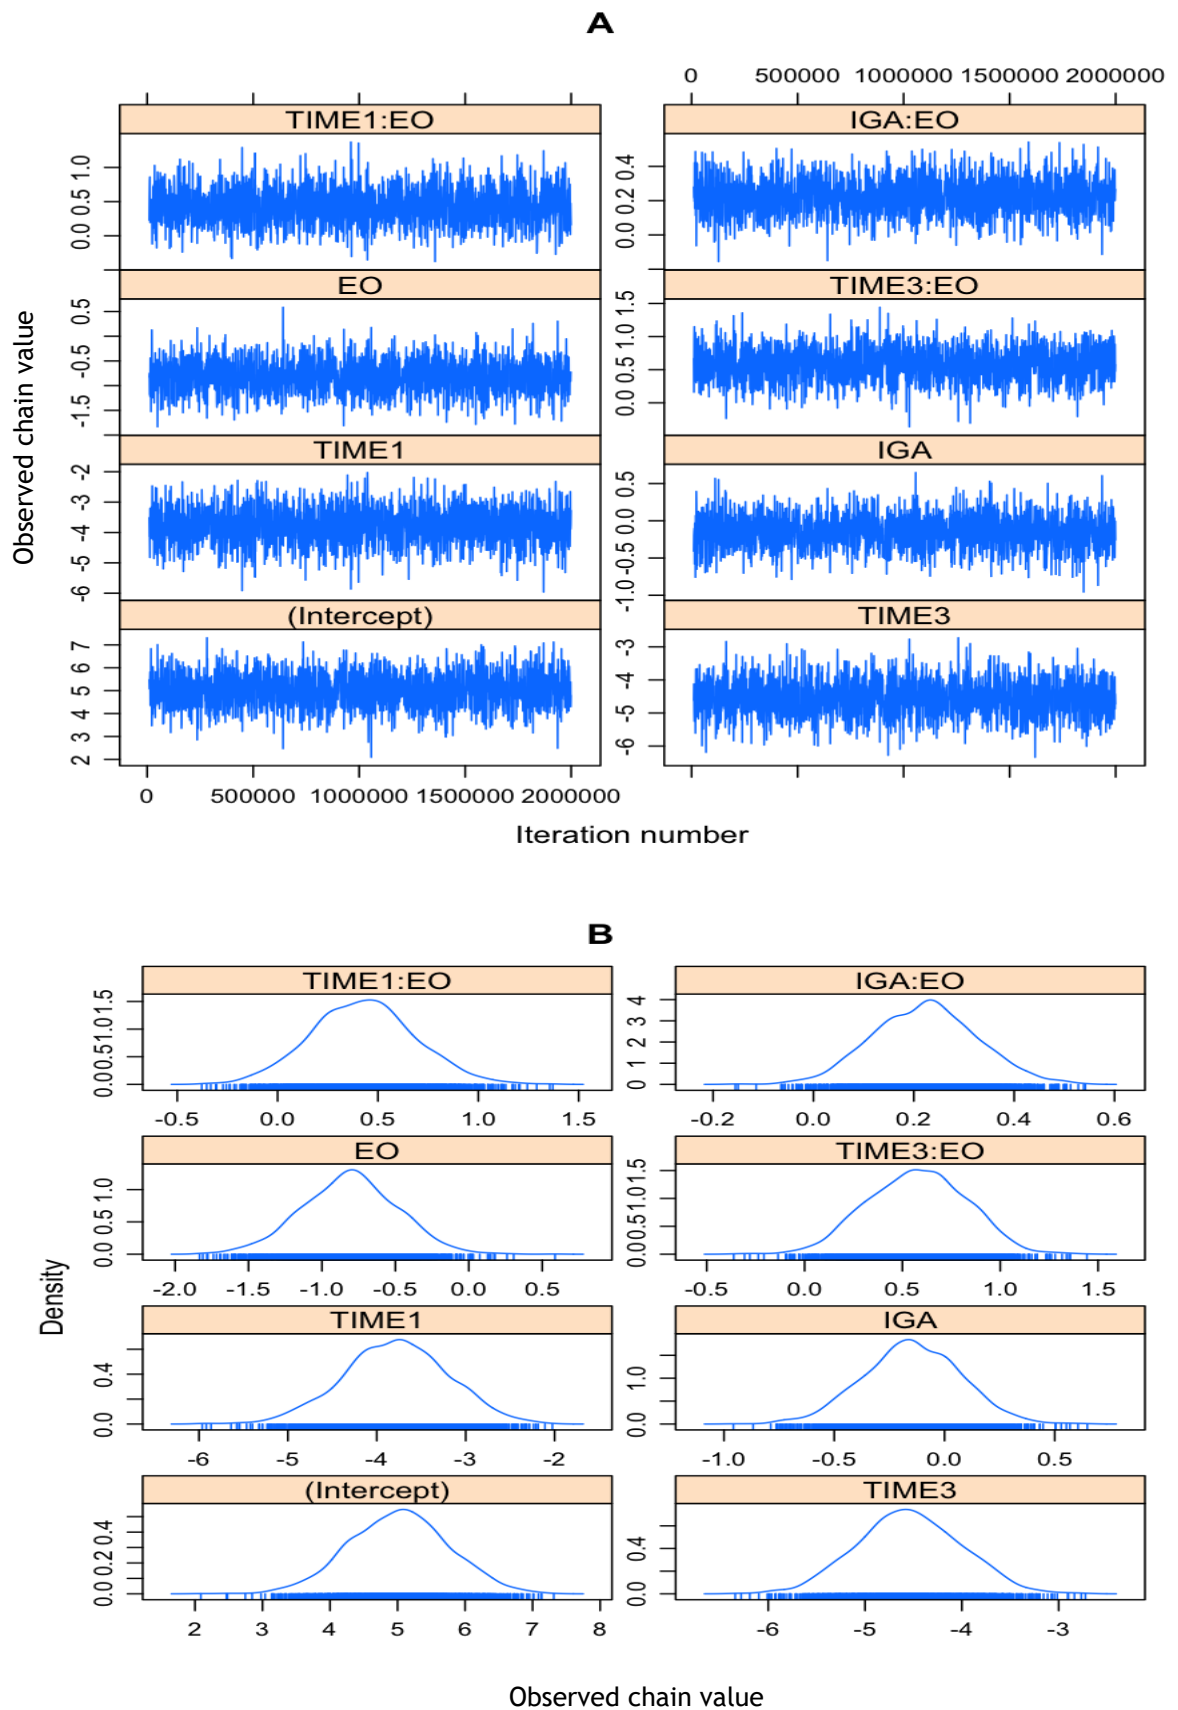 A
0 500000 1000000 1500000 2000000
TIME1:EO IGA:EO
0.0 0.5 1.0
0.0 0.2 0.4
EO TIME3:EO
-1.5 -0.5 0.5
0.0 0.5 1.0 1.5
TIME1 IGA
-6 -5 -4 -3 -2
-1.0 -0.5 0.0 0.5
(Intercept) TIME3
2 3 4 5 6 7
-6 -5 -4 -3
0 500000 1000000 1500000 2000000
Observed chain value
Iteration number
B
TIME1:EO IGA:EO
0.0 0.5 1.0 1.5
0 1 2 3 4
-0.5 0.0 0.5 1.0 1.5
-0.2 0.0 0.2 0.4 0.6
EO TIME3:EO
0.0 0.5 1.0
0.0 0.5 1.0 1.5
-2.0 -1.5 -1.0 -0.5 0.0 0.5
-0.5 0.0 0.5 1.0 1.5
TIME1 IGA
0.0 0.4
0.0 1.0
-6 -5 -4 -3 -2
-1.0 -0.5 0.0 0.5
(Intercept) TIME3
0.0 0.2 0.4
0.0 0.4
2 3 4 5 6 7 8
-6 -5 -4 -3
Density
Observed chain value